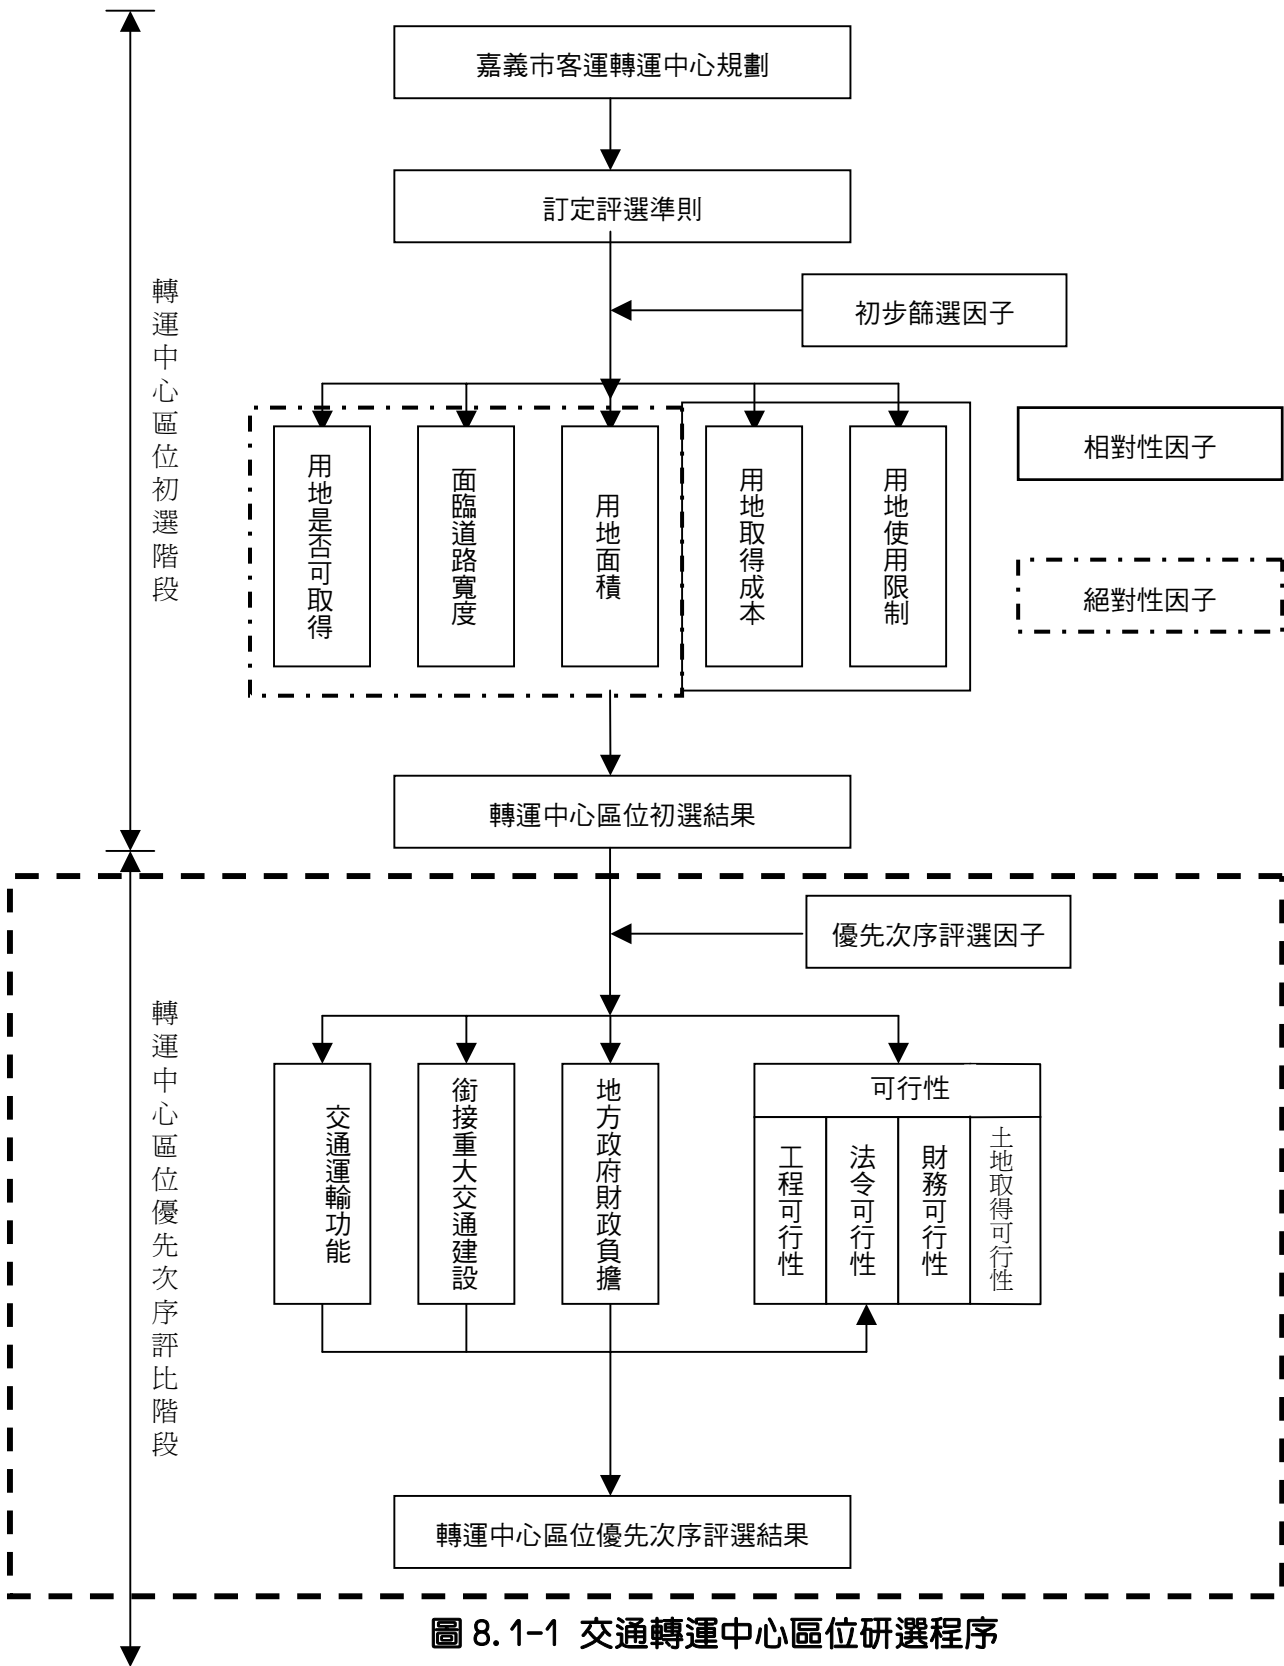 嘉義市客運轉運中心規劃
訂定評選準則
初步篩選因子
轉運中心區位初選階段
用地是否可取得
面臨道路寬度
用地面積
用地取得成本
用地使用限制
相對性因子
絕對性因子
轉運中心區位初選結果
優先次序評選因子
轉運中心區位優先次序評比階段
交通運輸功能
銜接重大交通建設
地方政府財政負擔
可行性
工程可行性
法令可行性
財務可行性
土地取得可行性
轉運中心區位優先次序評選結果
圖 8.1-1 交通轉運中心區位研選程序